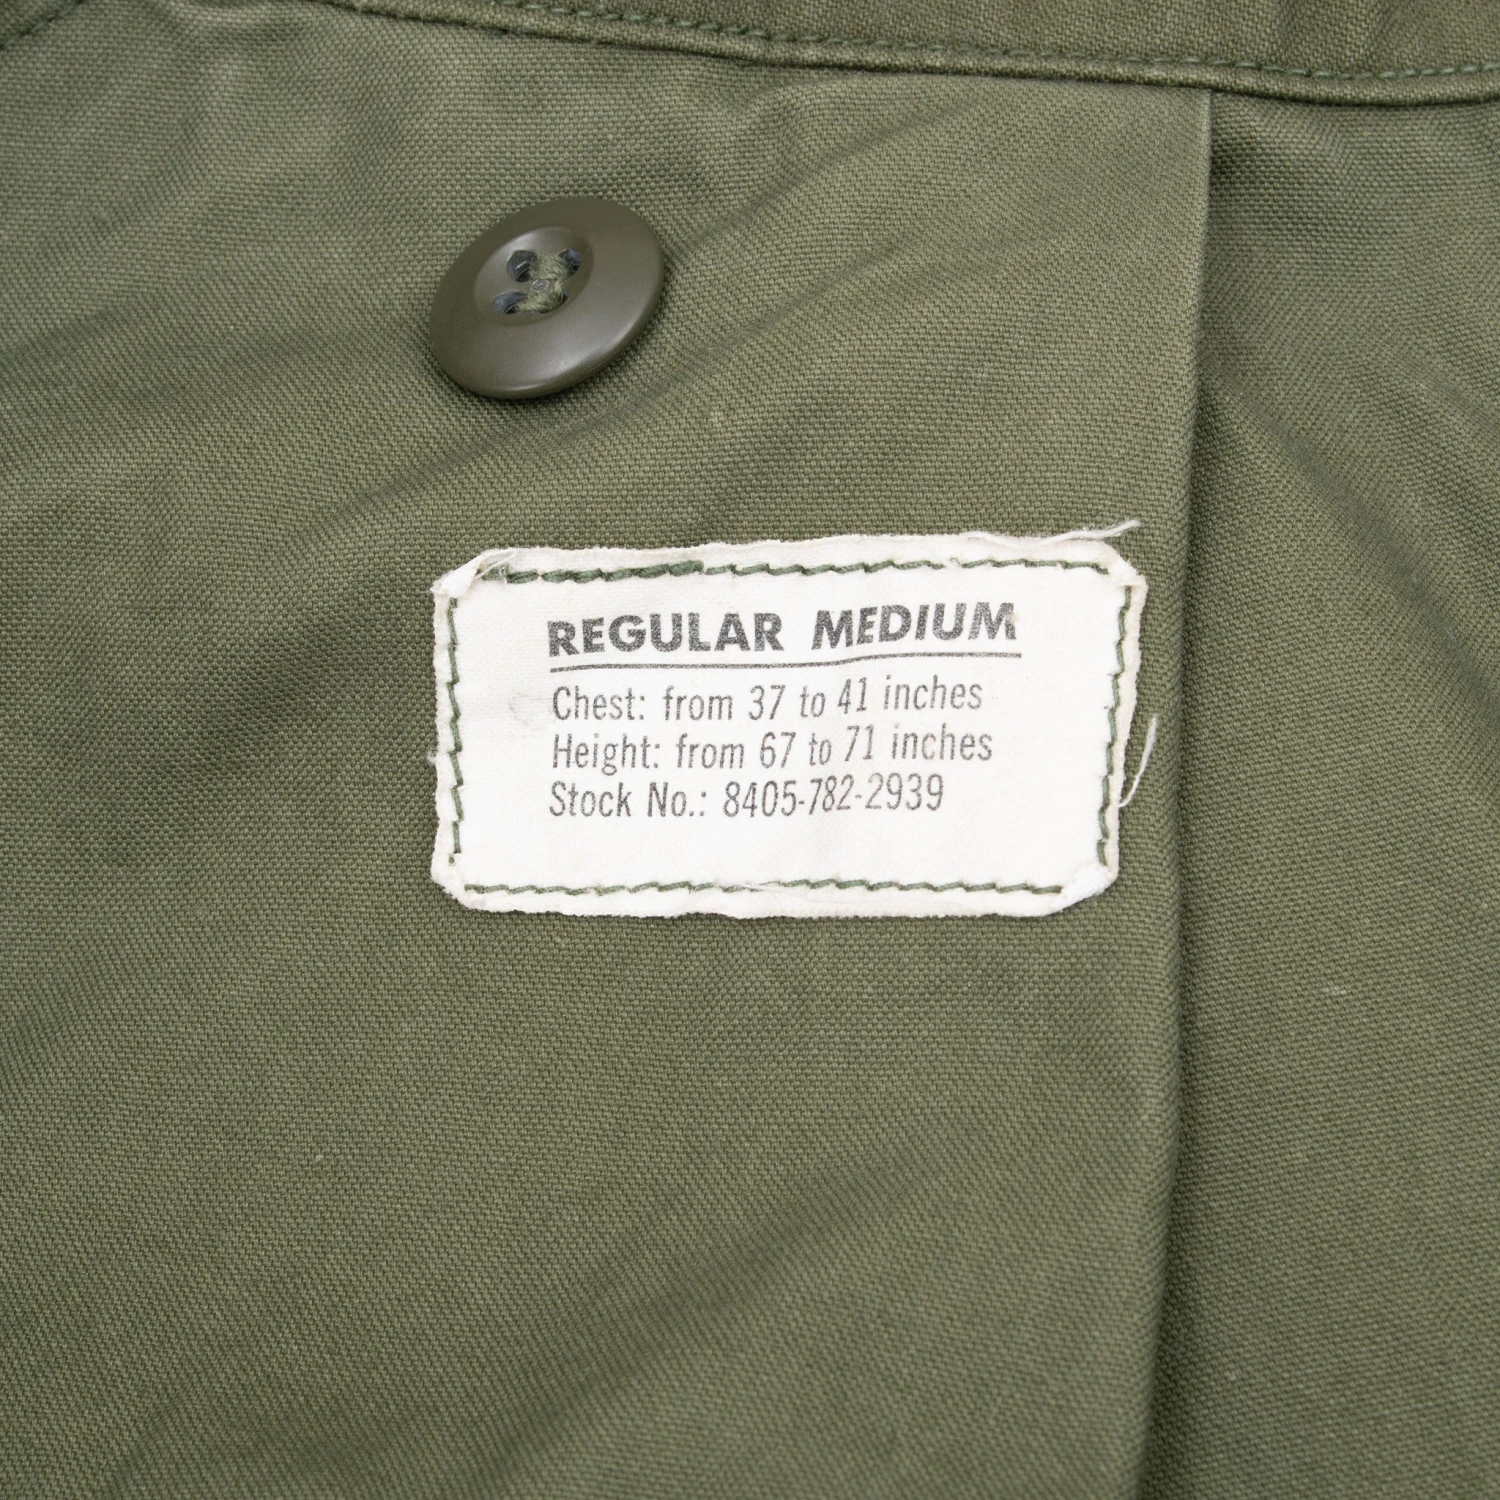 REGULAR MEDIUM
Chest: from 37 to 41 inches
Height: from 67 to 71 inches
Stock No.: 8405-782-2939